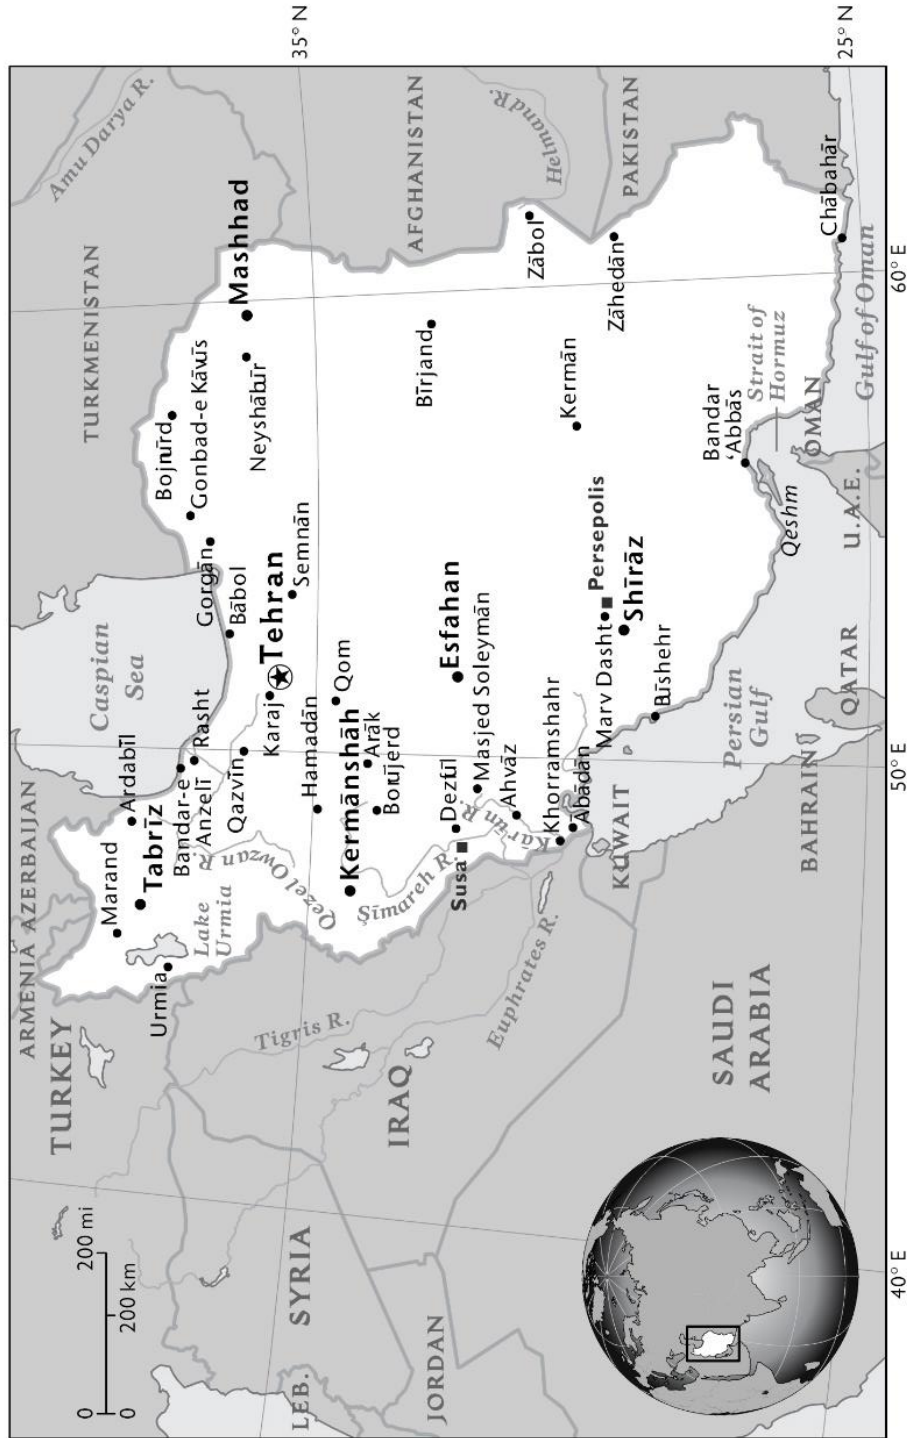 200 mi
0
0
200 km
TURKEY
ARMENIA
AZERBAIJAN
Caspian
Sea
TURKMENISTAN
Amu Darya R.
35° N
Marand
Tabrīz
Ardabīl
Urmia
Lake
Urmia
Bandar-e
Anzelī
Rasht
Qazvīn
Qezel Owzan R.
Gorgān
Bābol
Bojnūrd
Gonbad-e Kāvūs
Neyshābūr
Mashhad
Karaj
Tehran
Semnān
Hamadān
Qom
Kermānshāh
Arāk
Borūjerd
SYRIA
LEB.
JORDAN
IRAQ
Tigris R.
Euphrates R.
Ṣīmareh R.
Susa
Dezfūl
Kārūn R.
Esfahan
Masjed Soleymān
Ahvāz
Khorramshahr
Ābādān
Bīrjand
AFGHANISTAN
Helmand R.
Zābol
Kermān
Zāhedān
PAKISTAN
Marv Dasht
Persepolis
Shīrāz
Būshehr
KUWAIT
SAUDI
ARABIA
Persian
Gulf
BAHRAIN
QATAR
Bandar
‘Abbās
Strait of
Hormuz
Qeshm
OMAN
U.A.E.
Gulf of Oman
Chābahār
25° N
40° E
50° E
60° E